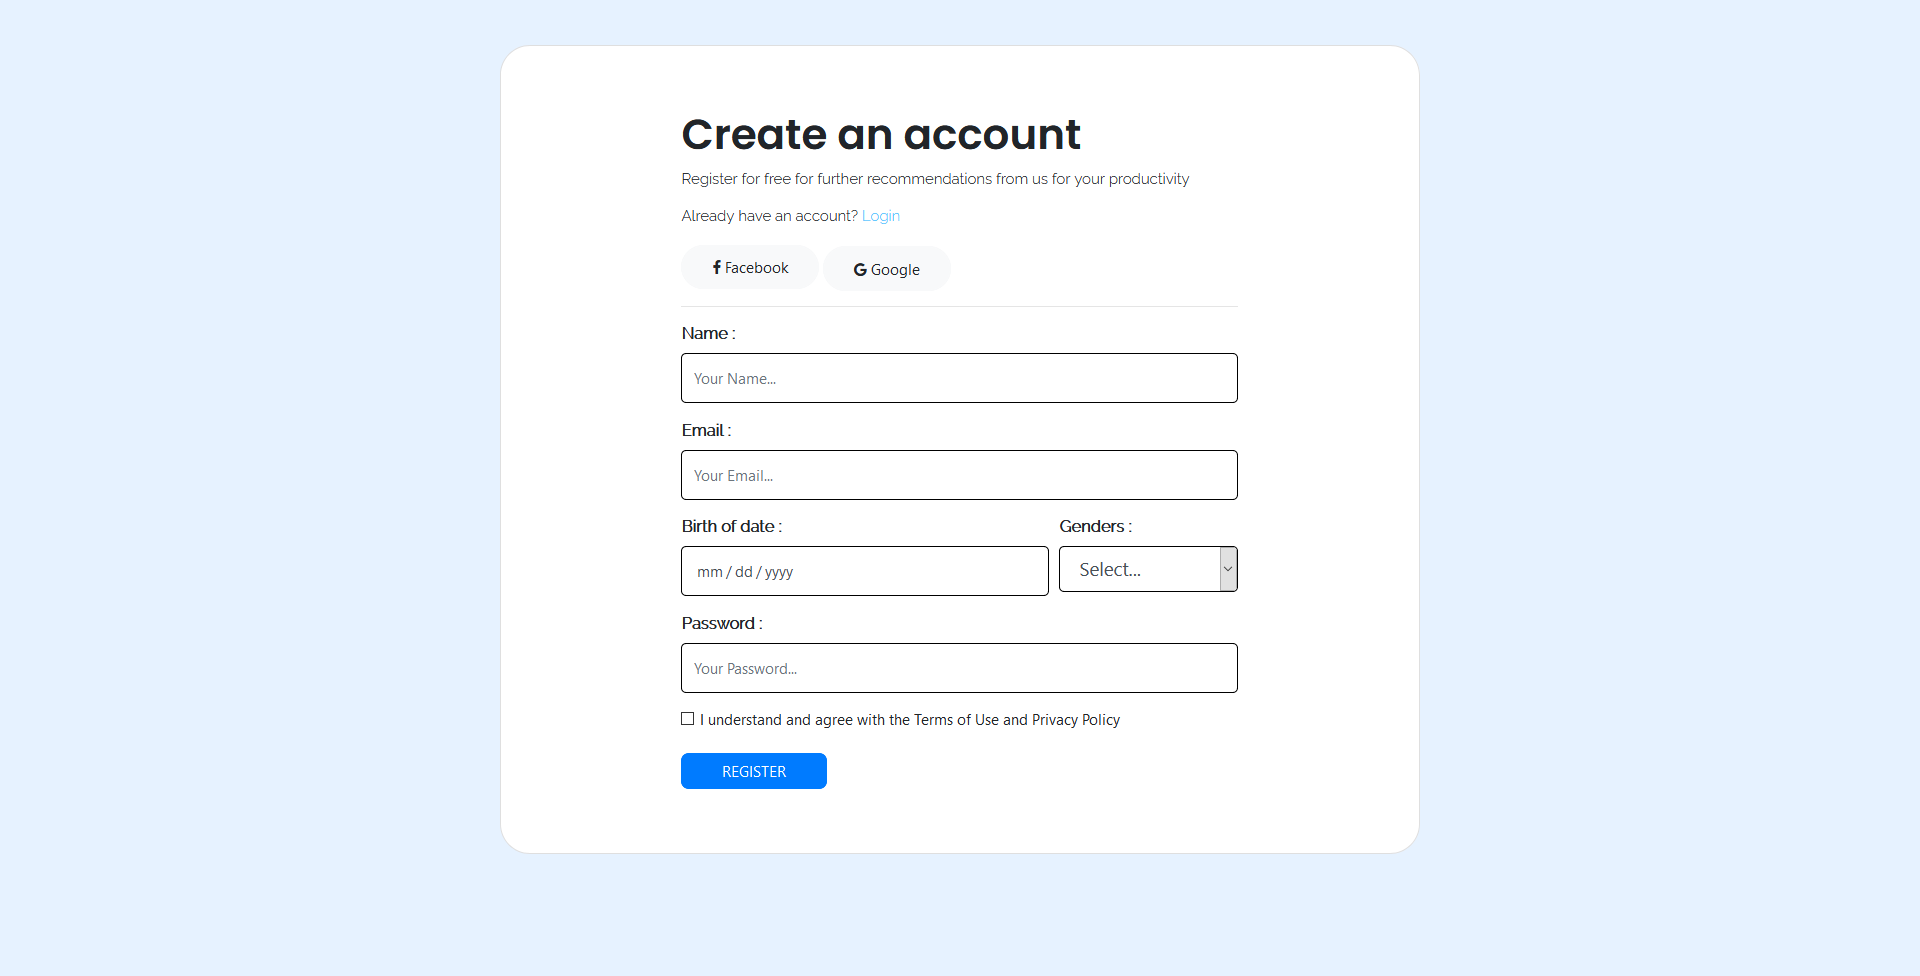 Create an account
Register for free for further recommendations from us for your productivity
Already have an account? Login
Facebook Google
Name :
Your Name...
Email :
Your Email...
Birth of date : Genders :
mm / dd / yyyy Select...
Password :
Your Password...
I understand and agree with the Terms of Use and Privacy Policy
REGISTER